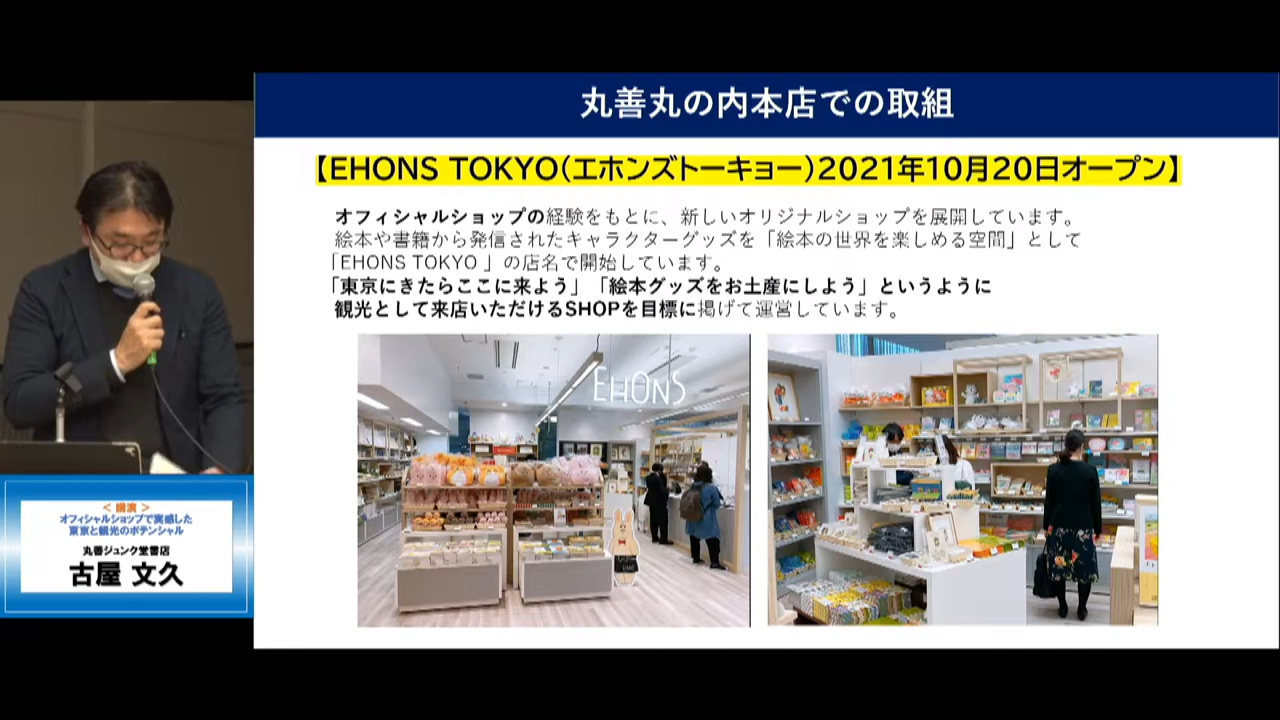 丸善丸の内本店での取組
【EHONS TOKYO(エホンズトーキョー)2021年10月20日オープン】
オフィシャルショップの経験をもとに、新しいオリジナルショップを展開しています。
絵本や書籍から発信されたキャラクターグッズを「絵本の世界を楽しめる空間」として
「EHONS TOKYO 」の店名で開始しています。
「東京にきたらここに来よう」「絵本グッズをお土産にしよう」というように
観光として来店いただけるSHOPを目標に掲げて運営しています。
EHONS
＜ 講演 ＞
オフィシャルショップで実感した
東京と観光のポテンシャル
丸善ジュンク堂書店
古屋 文久